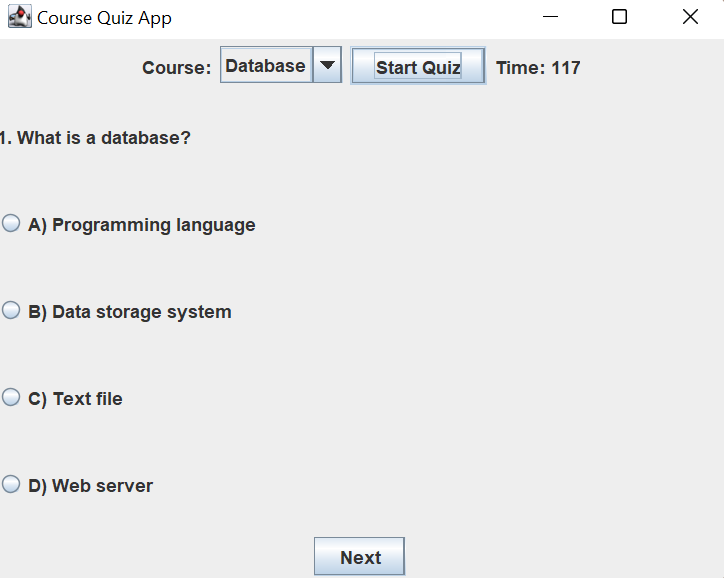 Course Quiz App
Course: Database Start Quiz Time: 117
1. What is a database?
A) Programming language
B) Data storage system
C) Text file
D) Web server
Next